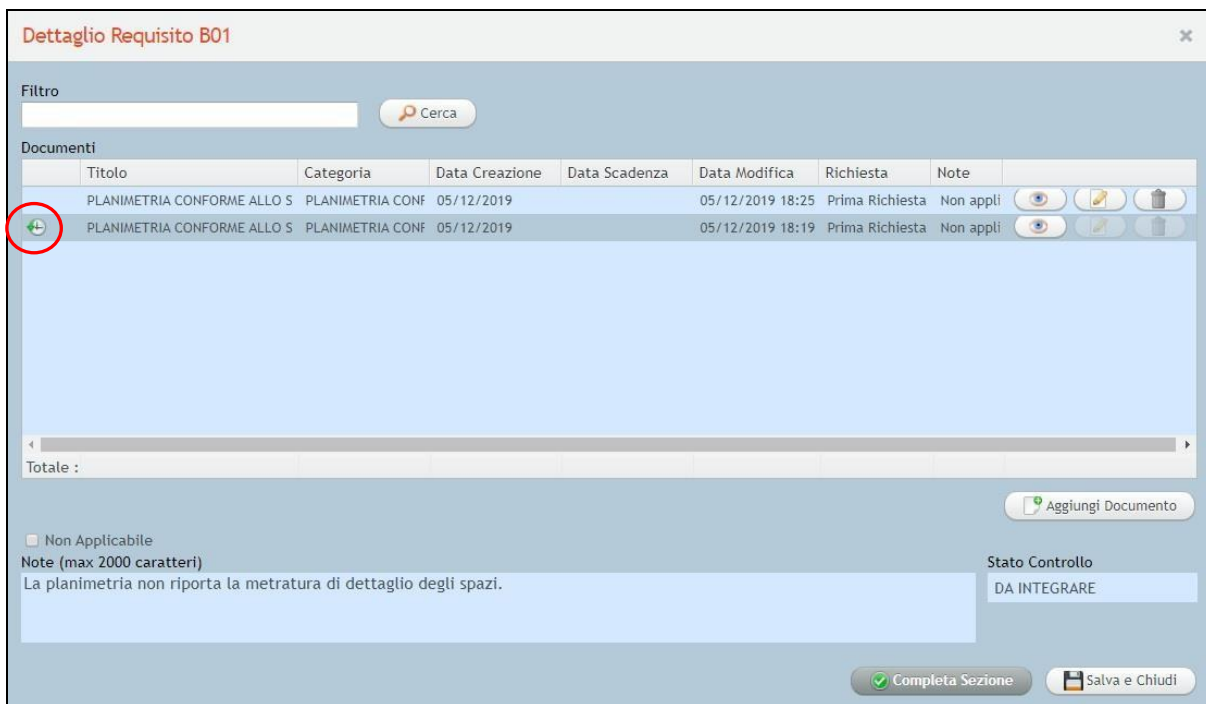 Dettaglio Requisito B01
Filtro
Cerca
Documenti
Titolo Categoria Data Creazione Data Scadenza Data Modifica Richiesta Note
PLANIMETRIA CONFORME ALLO S PLANIMETRIA CONF 05/12/2019 05/12/2019 18:25 Prima Richiesta Non appli
PLANIMETRIA CONFORME ALLO S PLANIMETRIA CONF 05/12/2019 05/12/2019 18:19 Prima Richiesta Non appli
Totale :
Aggiungi Documento
Non Applicabile
Note (max 2000 caratteri) Stato Controllo
La planimetria non riporta la metratura di dettaglio degli spazi. DA INTEGRARE
Completa Sezione Salva e Chiudi